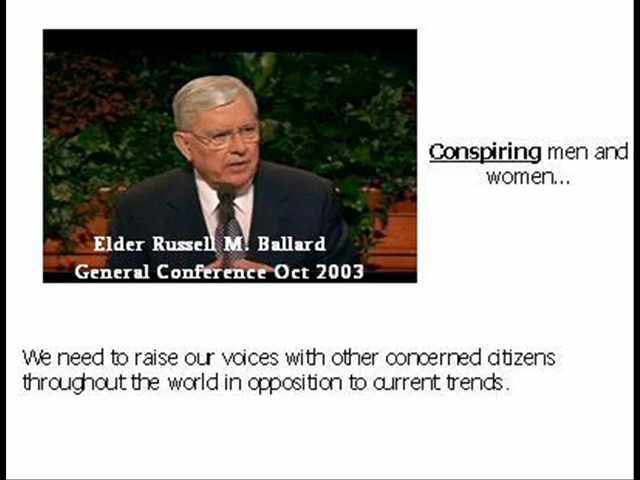 Conspiring men and
women...
Elder Russell M. Ballard
General Conference Oct 2003
We need to raise our voices with other concerned citizens
throughout the world in opposition to current trends.